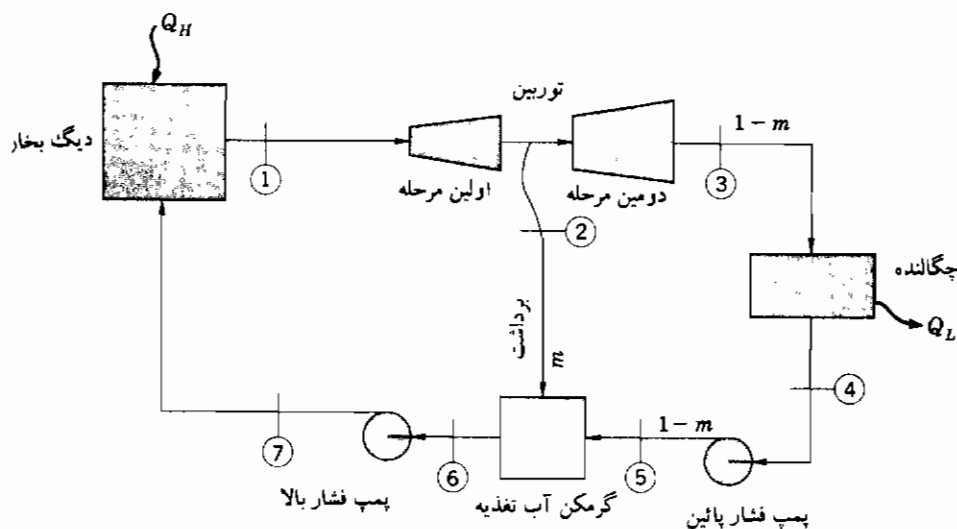 Q_H
توربین
دیگ بخار
1 − m
①
③
اولین مرحله
دومین مرحله
②
چگالنده
برداشت
m
Q_L
④
1 − m
⑦
⑥
⑤
پمپ فشار بالا
گرمکن آب تغذیه
پمپ فشار پائین